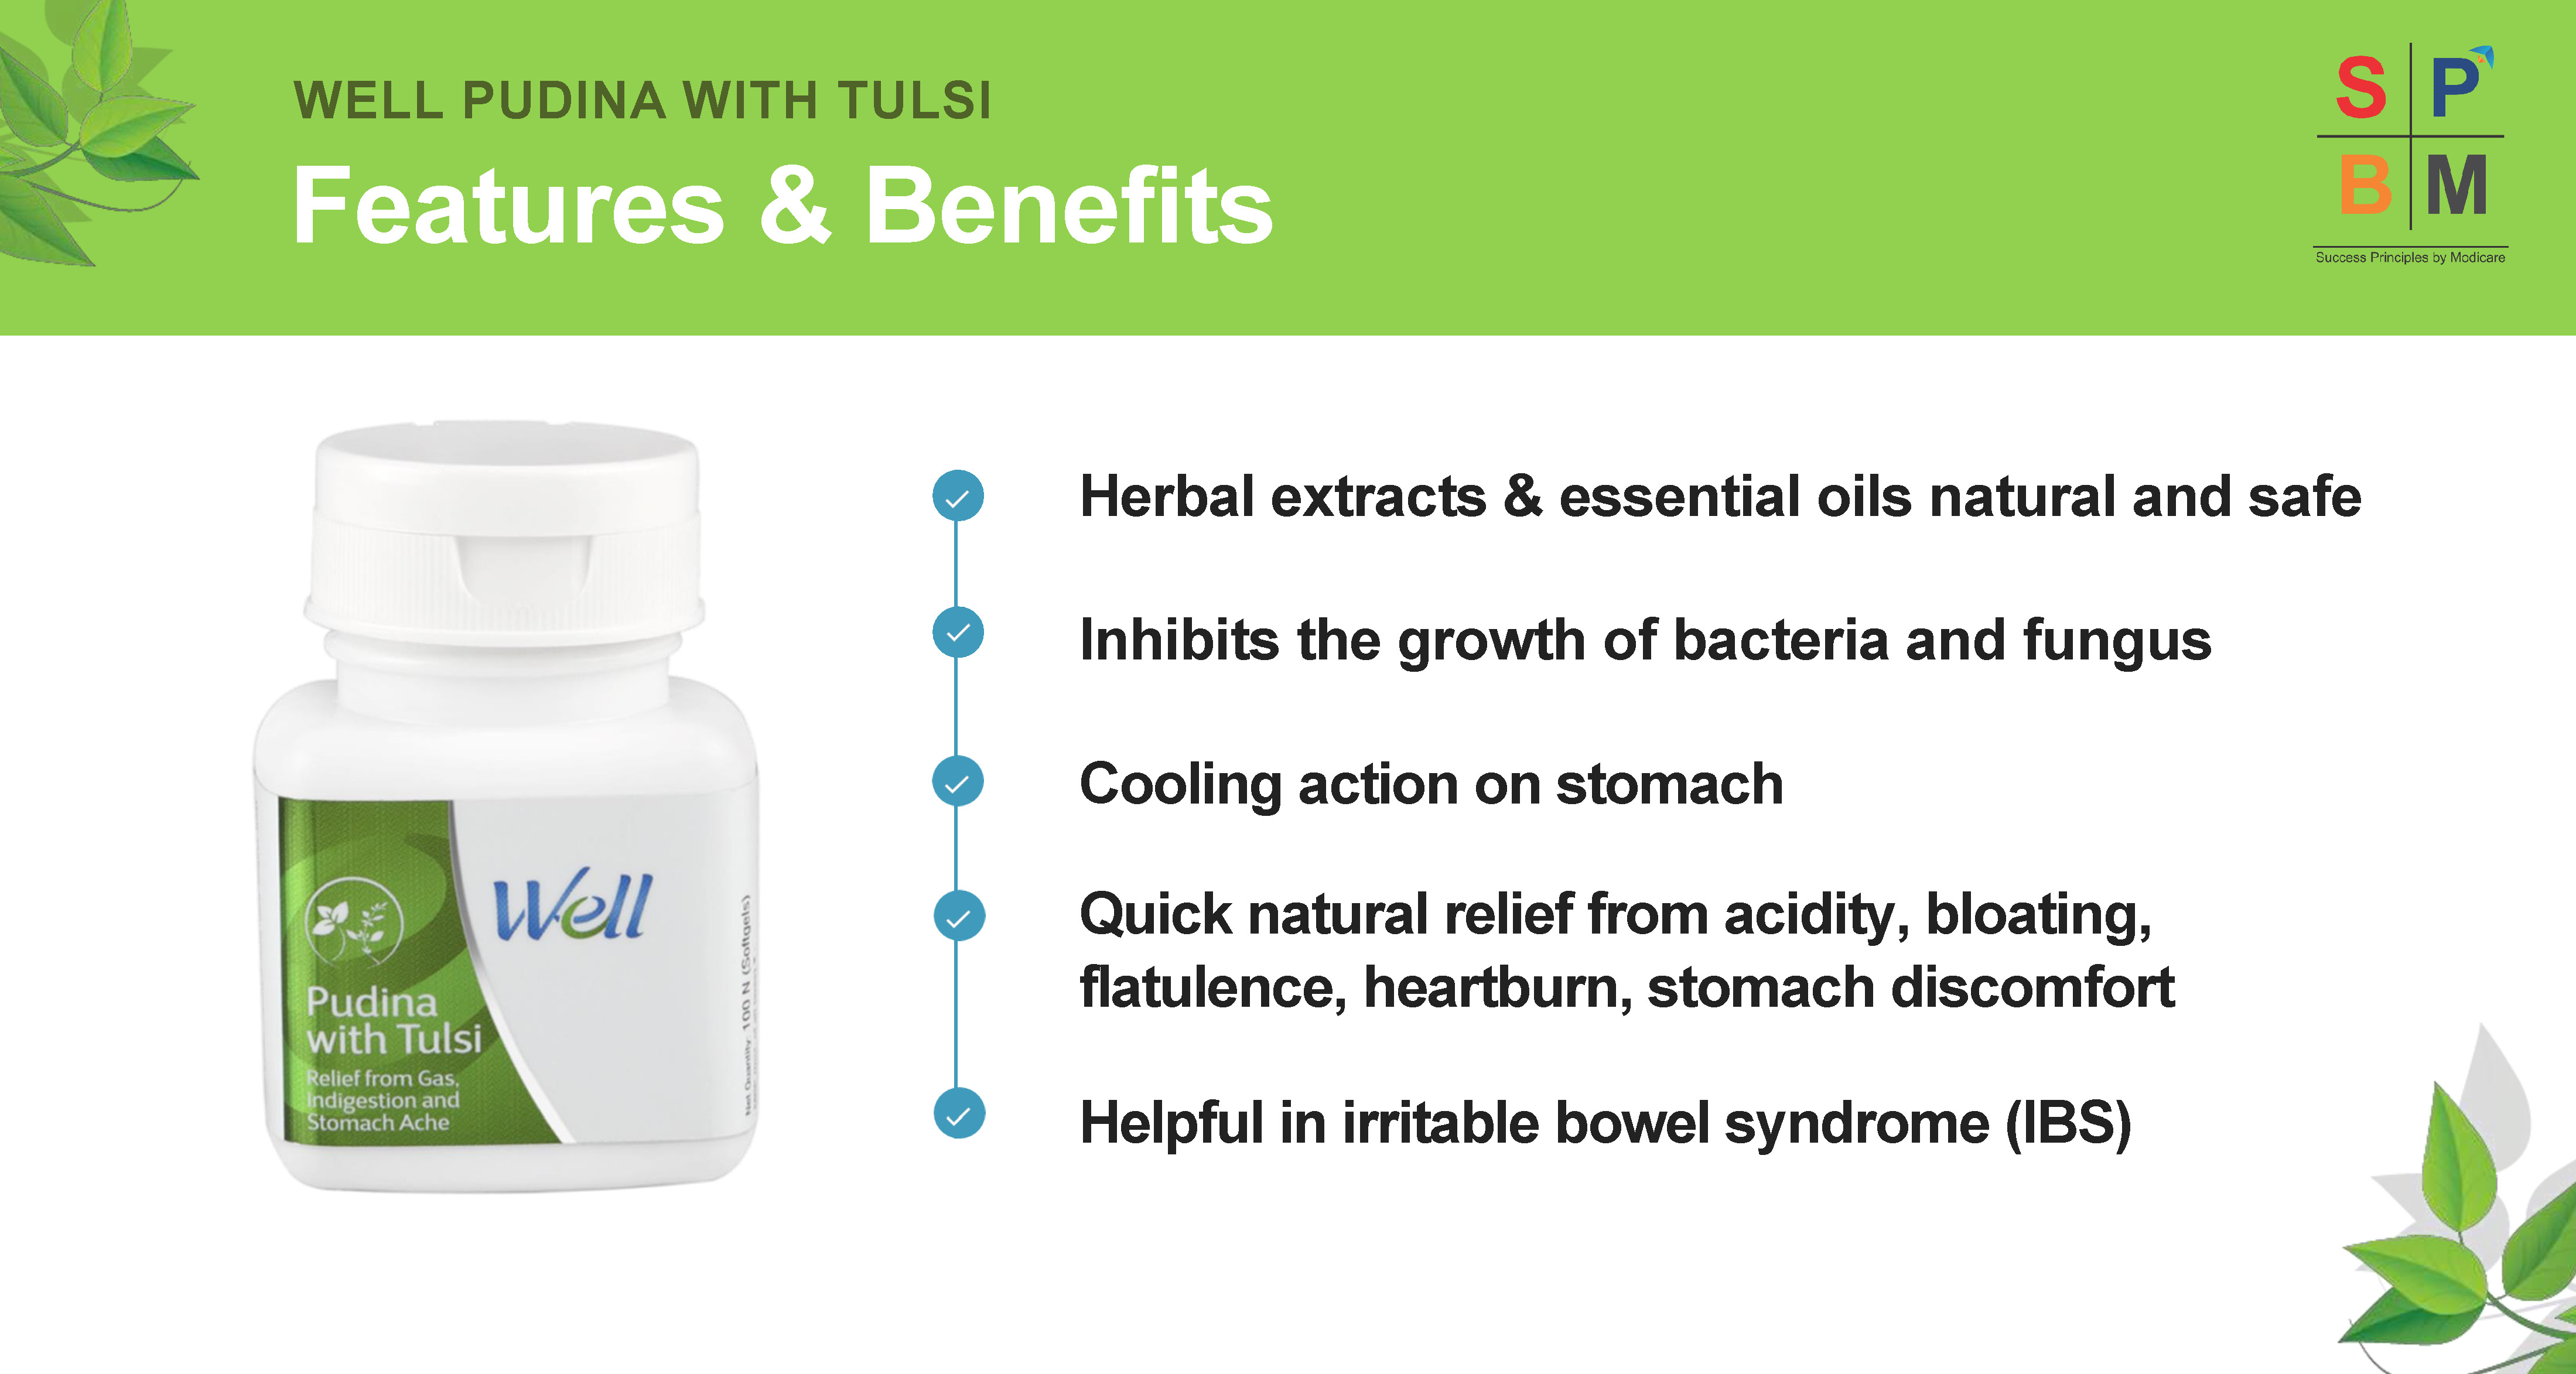 WELL PUDINA WITH TULSI
Features & Benefits
S P
B M
Success Principles by Modicare
Herbal extracts & essential oils natural and safe
Inhibits the growth of bacteria and fungus
Cooling action on stomach
Quick natural relief from acidity, bloating,
flatulence, heartburn, stomach discomfort
Helpful in irritable bowel syndrome (IBS)
Well
Pudina
with Tulsi
Relief from Gas,
Indigestion and
Stomach Ache
Net Quantity: 100 N (Softgels)